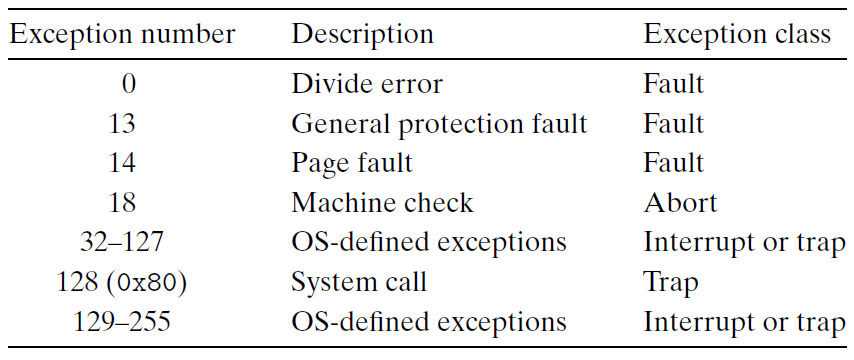 Exception number Description Exception class
0 Divide error Fault
13 General protection fault Fault
14 Page fault Fault
18 Machine check Abort
32–127 OS-defined exceptions Interrupt or trap
128 (0x80) System call Trap
129–255 OS-defined exceptions Interrupt or trap